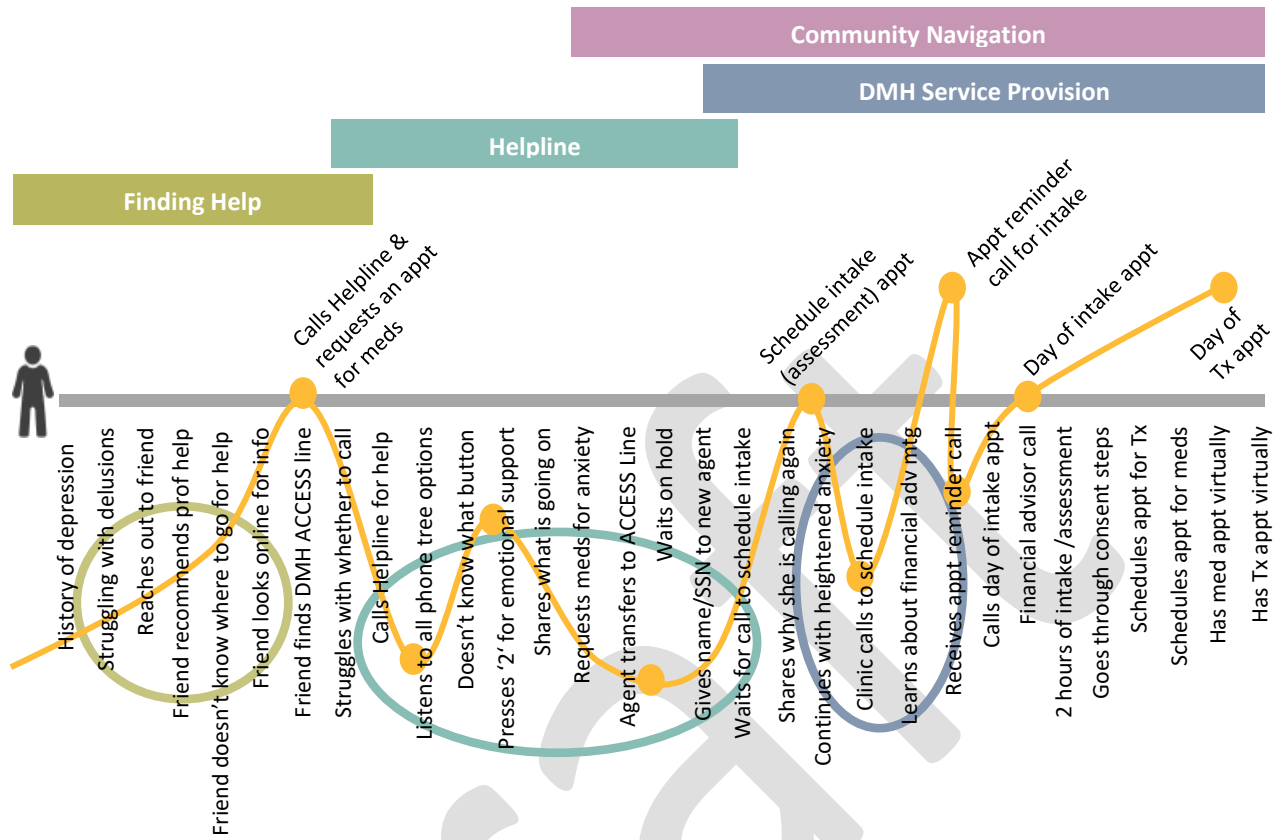 Community Navigation
DMH Service Provision
Helpline
Finding Help
Calls Helpline &
requests an appt
for meds
Schedule intake
(assessment) appt
Appt reminder
call for intake
Day of intake appt
Day of
Tx appt
History of depression
Struggling with delusions
Reaches out to friend
Friend recommends prof help
Friend doesn't know where to go for help
Friend looks online for info
Friend finds DMH ACCESS line
Struggles with whether to call
Calls Helpline for help
Listens to all phone tree options
Doesn't know what button
Presses ‘2’ for emotional support
Shares what is going on
Requests meds for anxiety
Agent transfers to ACCESS Line
Waits on hold
Gives name/SSN to new agent
Waits for call to schedule intake
Shares why she is calling again
Continues with heightened anxiety
Clinic calls to schedule intake
Learns about financial adv mtg
Receives appt reminder call
Calls day of intake appt
Financial advisor call
2 hours of intake /assessment
Goes through consent steps
Schedules appt for Tx
Schedules appt for meds
Has med appt virtually
Has Tx appt virtually